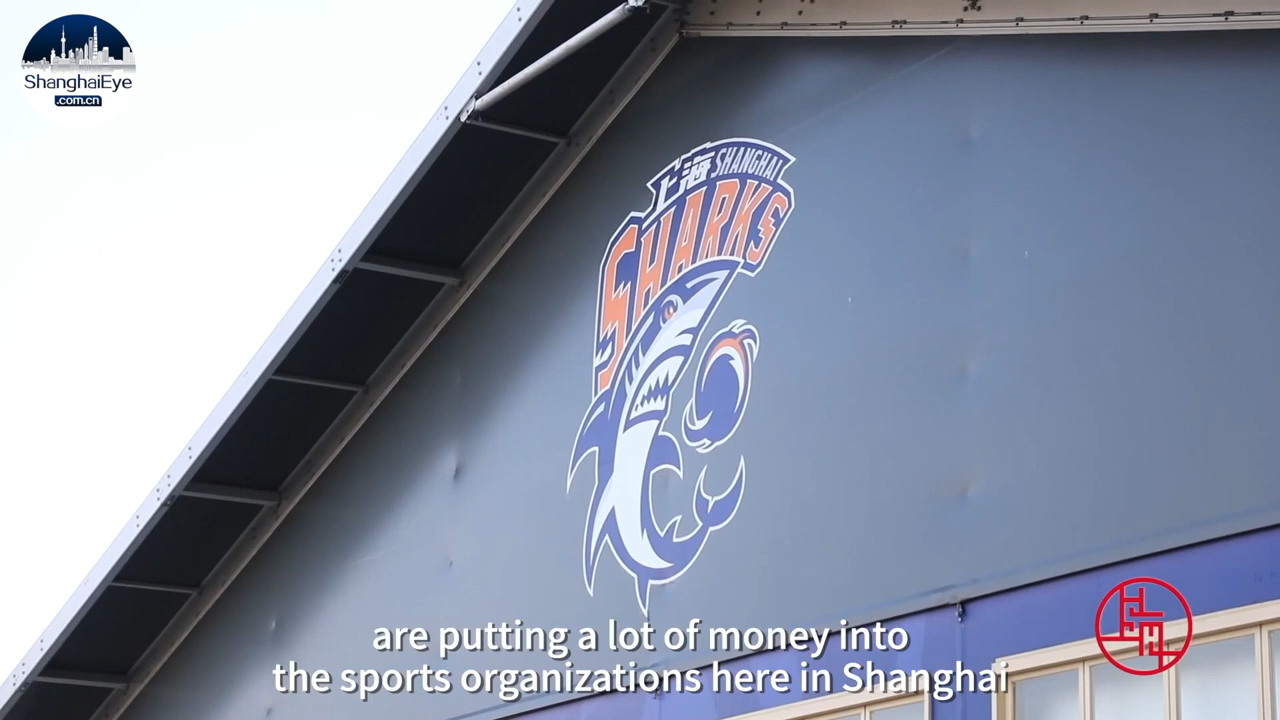 ShanghaiEye
.com.cn
上海 SHANGHAI
SHARKS
are putting a lot of money into
the sports organizations here in Shanghai